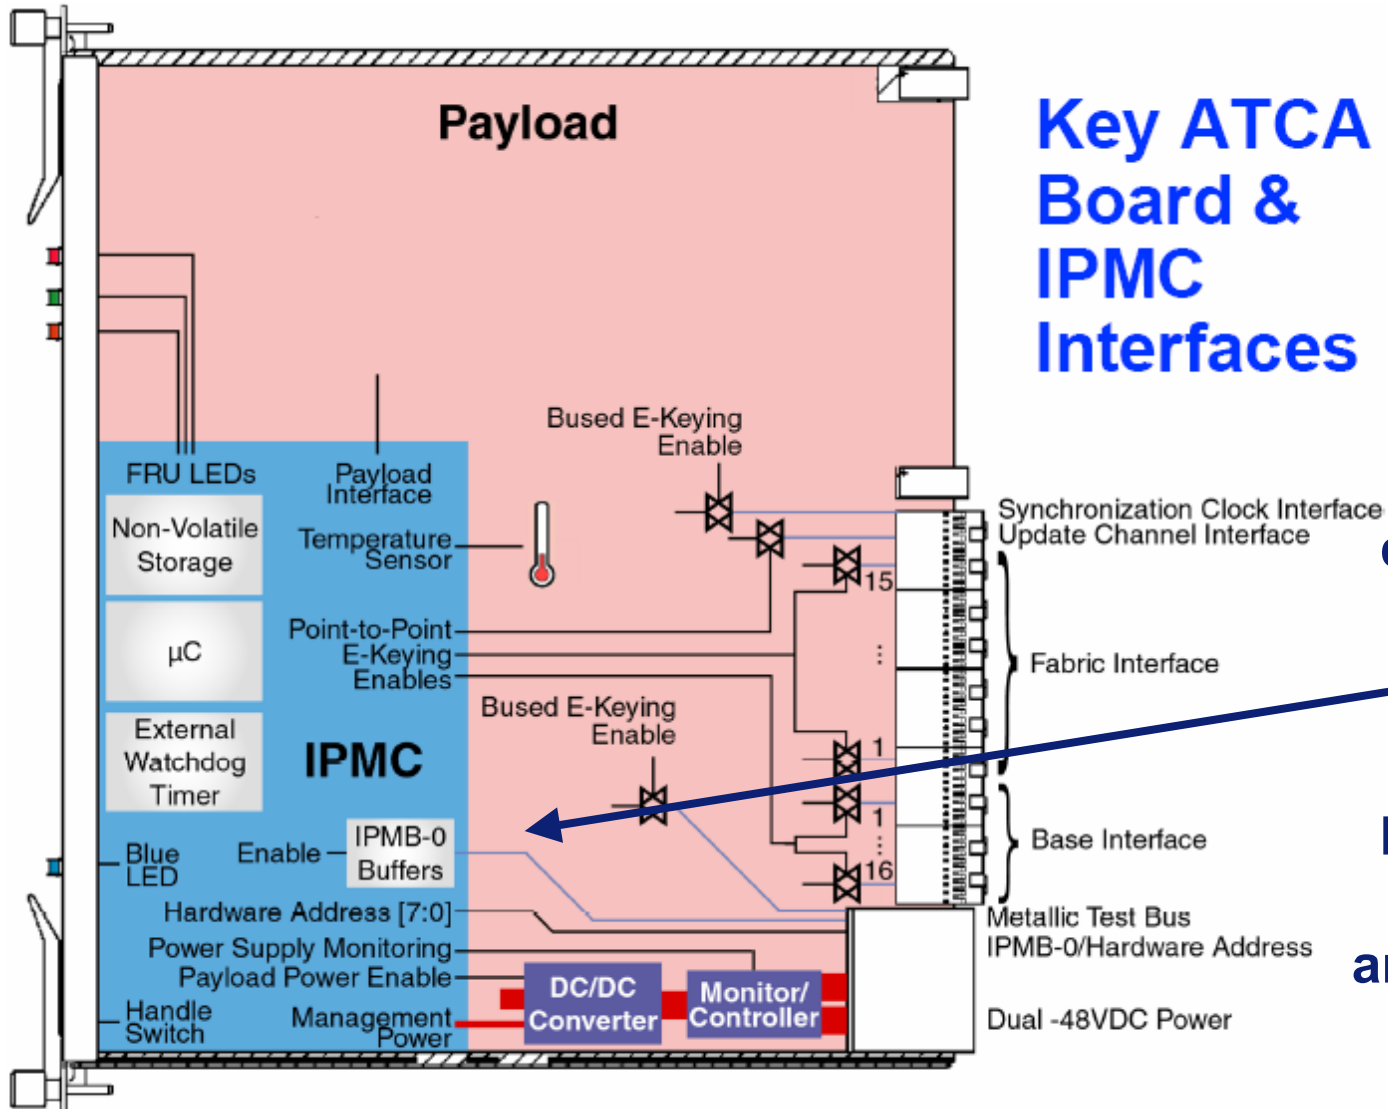 Payload
Key ATCA
Board &
IPMC
Interfaces
Bused E-Keying
Enable
FRU LEDs
Payload
Interface
Non-Volatile
Storage
Temperature
Sensor
Synchronization Clock Interface
Update Channel Interface
15
µC
Point-to-Point
E-Keying
Enables
Fabric Interface
Bused E-Keying
Enable
External
Watchdog
Timer
IPMC
1
1
IPMB-0
Buffers
Enable
Blue
LED
Base Interface
16
Hardware Address [7:0]
Metallic Test Bus
IPMB-0/Hardware Address
Power Supply Monitoring
Payload Power Enable
DC/DC
Converter
Monitor/
Controller
Handle
Switch
Management
Power
Dual -48VDC Power